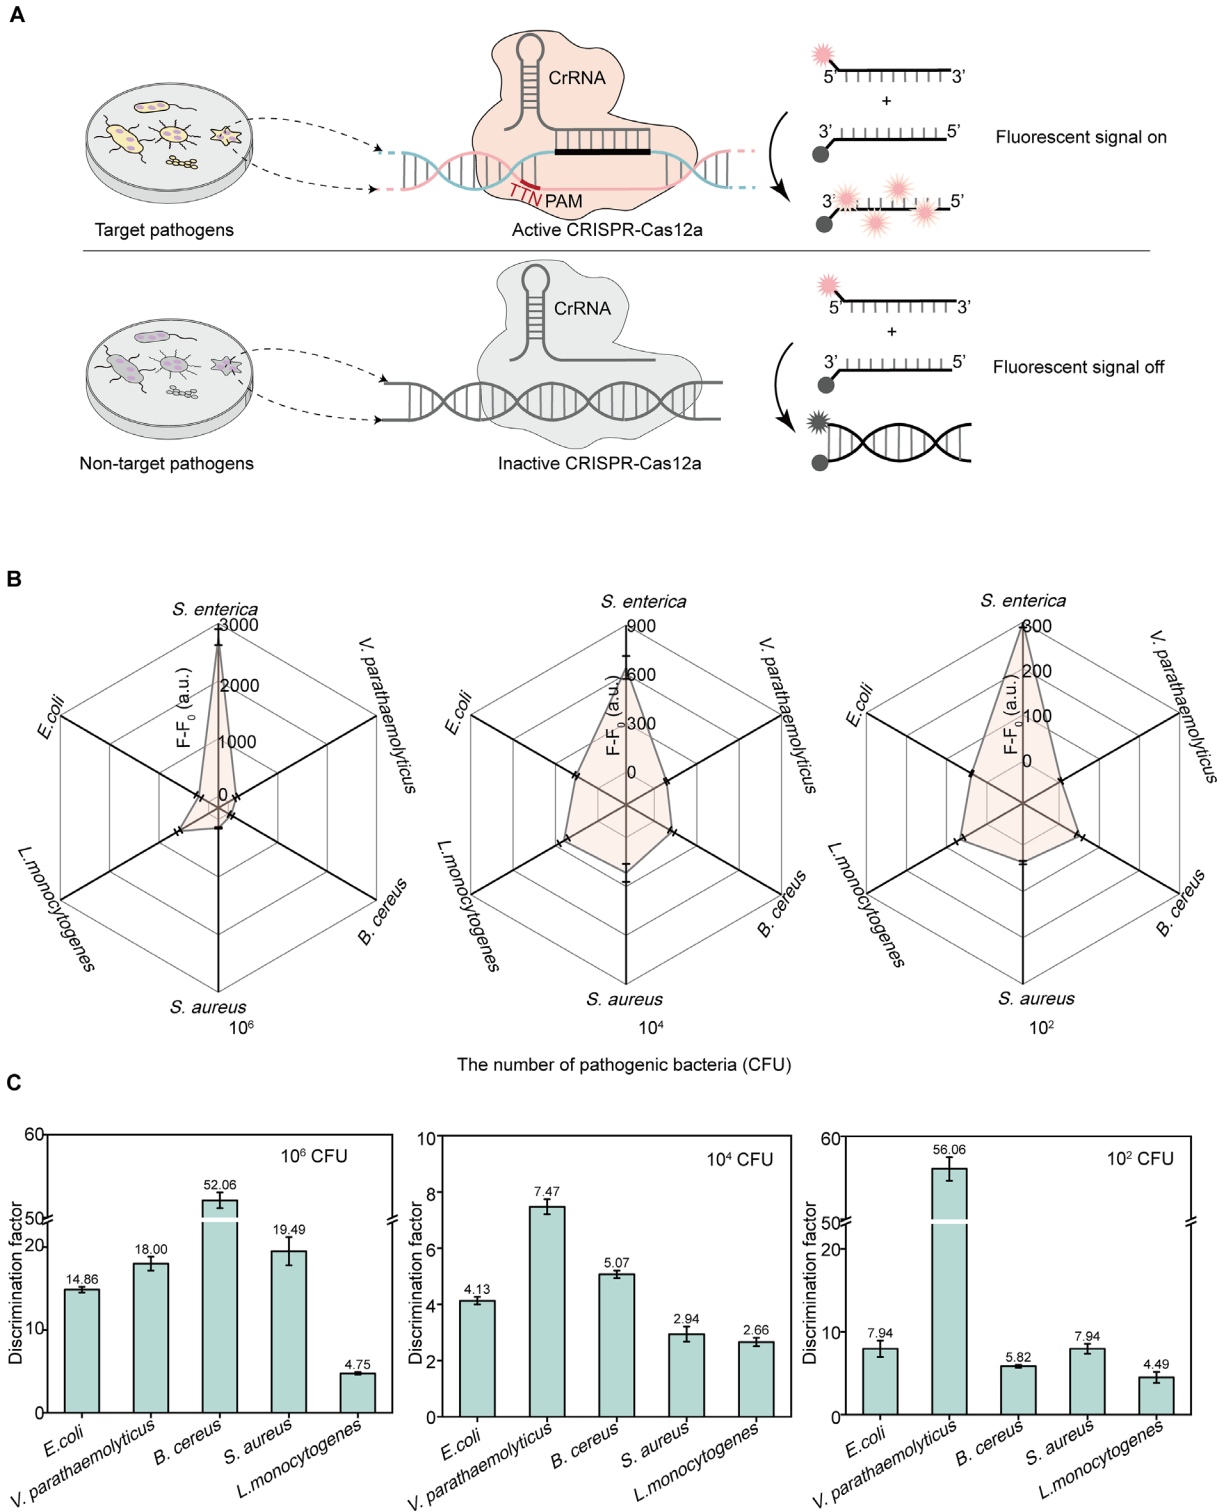 A
CrRNA
5’ 3’
+
3’ 5’
Fluorescent signal on
3’ 5’
TTN PAM
Target pathogens
Active CRISPR-Cas12a
CrRNA
5’ 3’
+
3’ 5’
Fluorescent signal off
Non-target pathogens
Inactive CRISPR-Cas12a
B
S. enterica
3000
2000
1000
0
F-F0 (a.u.)
V. parathaemolyticus
B. cereus
S. aureus
L.monocytogenes
E.coli
10⁶
S. enterica
900
600
300
0
F-F0 (a.u.)
V. parathaemolyticus
B. cereus
S. aureus
L.monocytogenes
E.coli
10⁴
S. enterica
300
200
100
0
F-F0 (a.u.)
V. parathaemolyticus
B. cereus
S. aureus
L.monocytogenes
E.coli
10²
The number of pathogenic bacteria (CFU)
C
Discrimination factor
60
50
20
10
0
10⁶ CFU
14.86
18.00
52.06
19.49
4.75
E.coli
V. parathaemolyticus
B. cereus
S. aureus
L.monocytogenes
Discrimination factor
10
8
6
4
2
0
10⁴ CFU
4.13
7.47
5.07
2.94
2.66
E.coli
V. parathaemolyticus
B. cereus
S. aureus
L.monocytogenes
Discrimination factor
60
50
20
10
0
10² CFU
7.94
56.06
5.82
7.94
4.49
E.coli
V. parathaemolyticus
B. cereus
S. aureus
L.monocytogenes